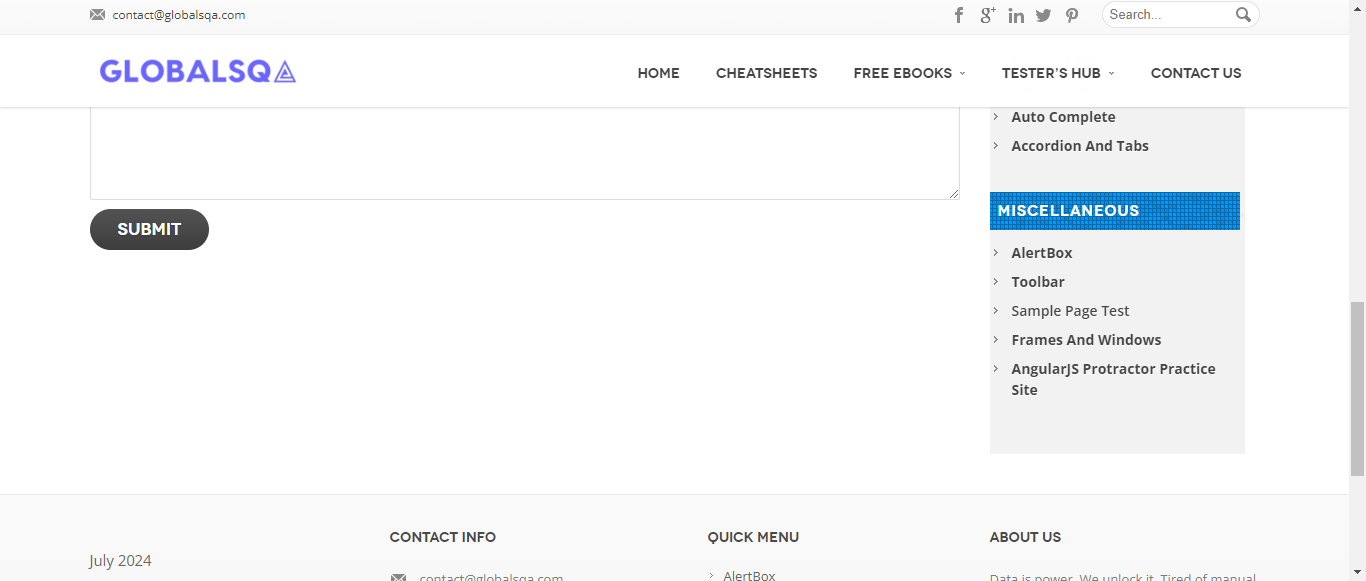 contact@globalsqa.com
Search...
GLOBALSQA
HOME CHEATSHEETS FREE EBOOKS TESTER'S HUB CONTACT US
Auto Complete
Accordion And Tabs
SUBMIT
MISCELLANEOUS
AlertBox
Toolbar
Sample Page Test
Frames And Windows
AngularJS Protractor Practice
Site
July 2024
CONTACT INFO
contact@globalsqa.com
QUICK MENU
AlertBox
ABOUT US
Data is power. We unlock it. Tired of manual